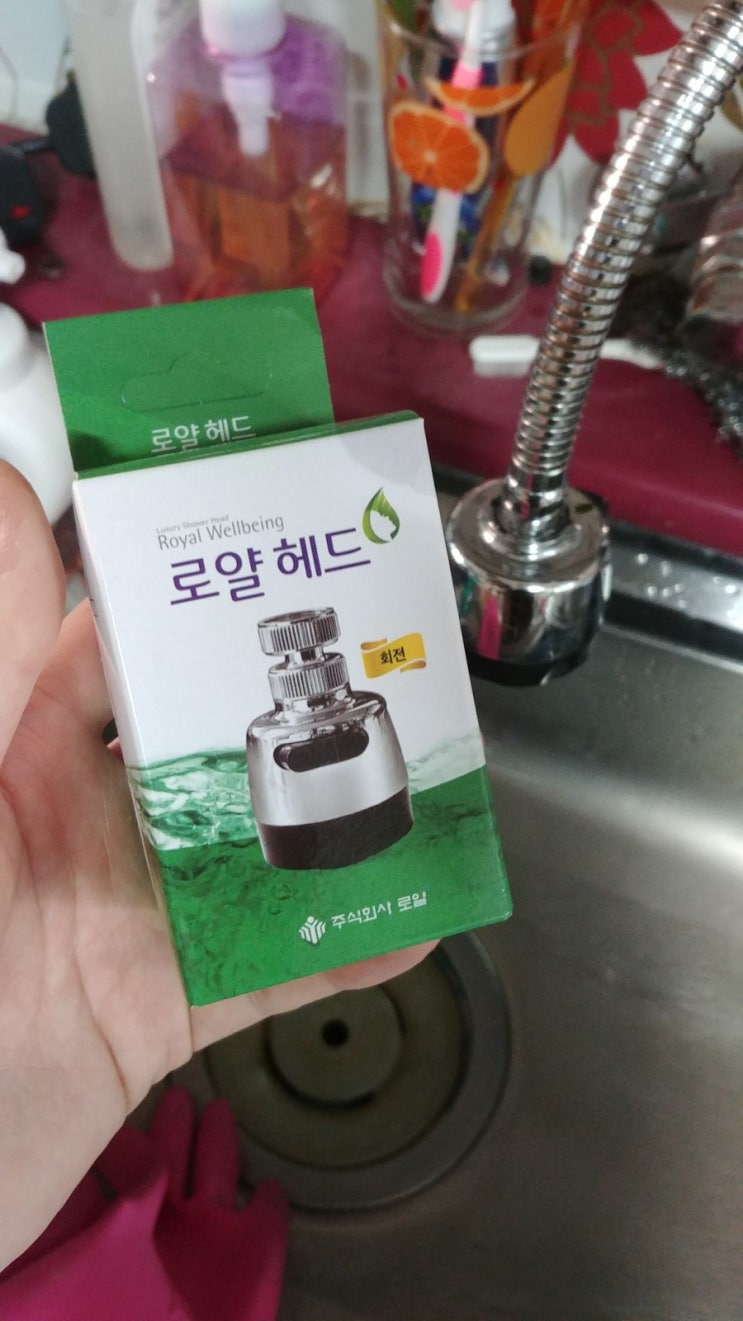 로얄 헤드
Luxury Shower Head
Royal Wellbeing
로얄 헤드
회전
주식회사 로일